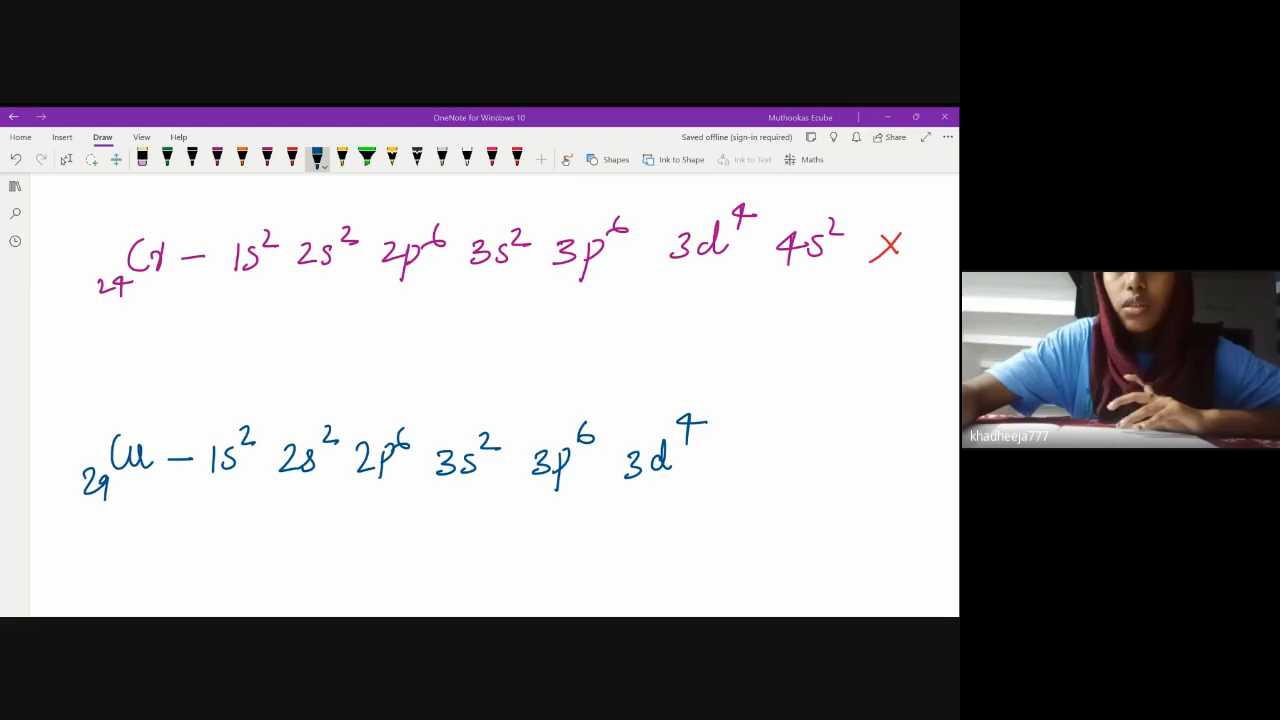 OneNote for Windows 10
Muthookas Ecube
Home Insert Draw View Help
Saved offline (sign-in required)
Share
Shapes
Ink to Shape
Ink to Text
Maths
₂₄Cr – 1s² 2s² 2p⁶ 3s² 3p⁶ 3d⁴ 4s² ×
₂₉Cu – 1s² 2s² 2p⁶ 3s² 3p⁶ 3d⁴
khadheeja777